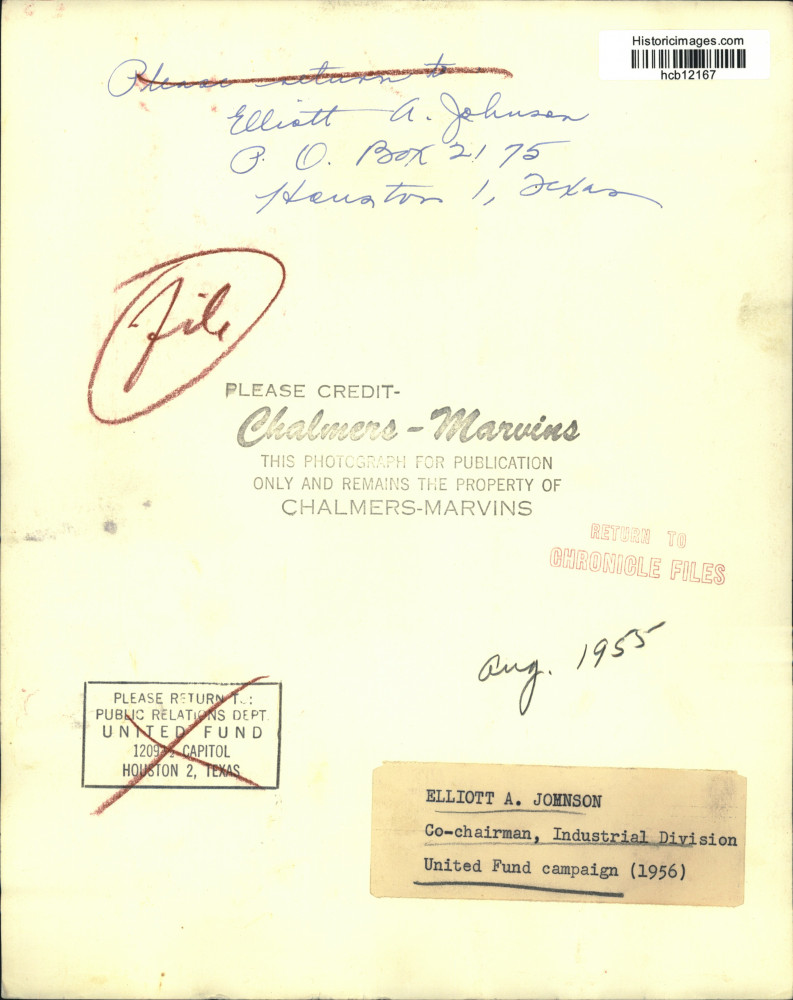 Historicimages.com
hcb12167
Please return to
Elliott A. Johnson
P. O. Box 2175
Houston 1, Texas
file
PLEASE CREDIT-
Chalmers-Marvins
THIS PHOTOGRAPH FOR PUBLICATION
ONLY AND REMAINS THE PROPERTY OF
CHALMERS-MARVINS
RETURN TO
CHRONICLE FILES
Aug. 1955
PLEASE RETURN TO:
PUBLIC RELATIONS DEPT.
UNITED FUND
1209½ CAPITOL
HOUSTON 2, TEXAS
ELLIOTT A. JOHNSON
Co-chairman, Industrial Division
United Fund campaign (1956)